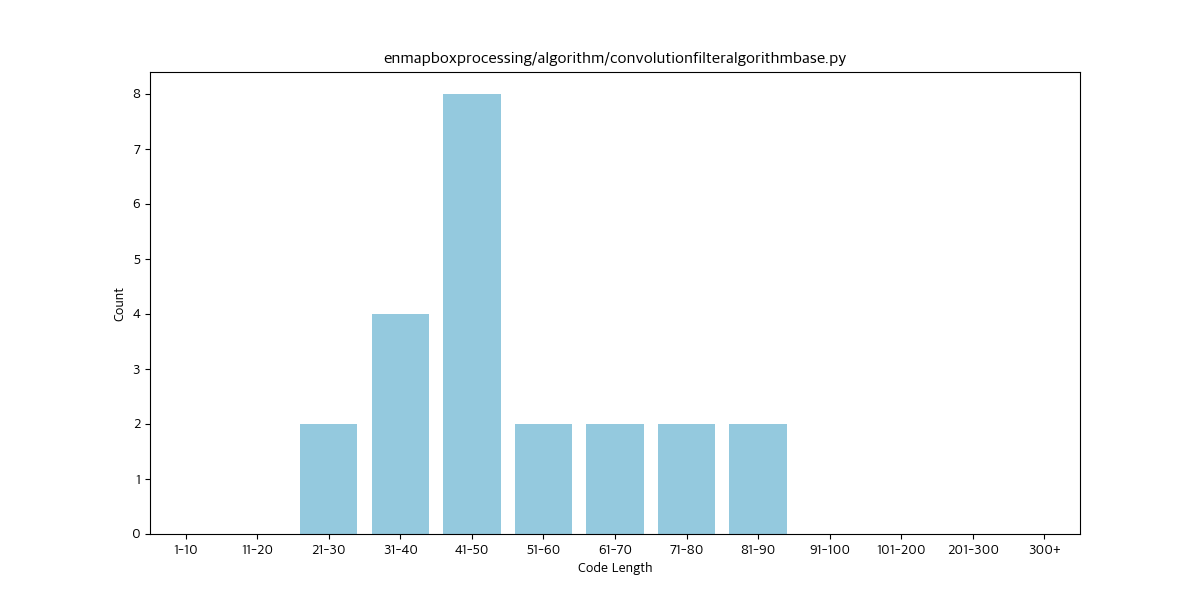 enmapboxprocessing/algorithm/convolutionfilteralgorithmbase.py
8
7
6
5
4
3
2
1
0
Count
1-10 11-20 21-30 31-40 41-50 51-60 61-70 71-80 81-90 91-100 101-200 201-300 300+
Code Length